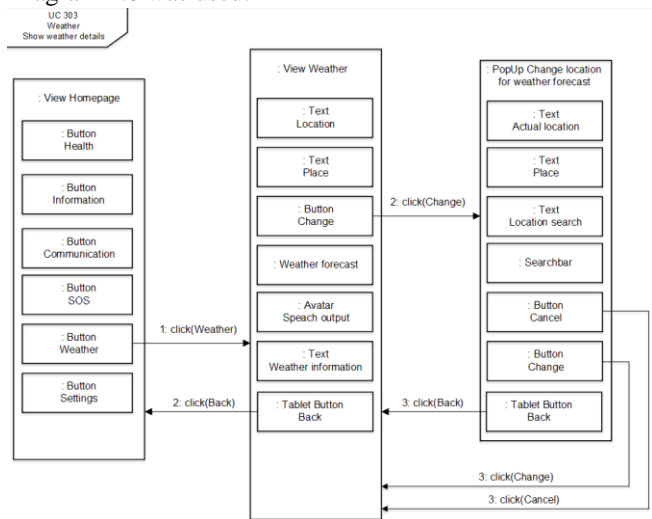 UC 303
Weather
Show weather details
: View Homepage
: Button
Health
: Button
Information
: Button
Communication
: Button
SOS
: Button
Weather
: Button
Settings
1: click(Weather)
2: click(Back)
: View Weather
: Text
Location
: Text
Place
: Button
Change
: Weather forecast
: Avatar
Speach output
: Text
Weather information
: Tablet Button
Back
2: click(Change)
3: click(Back)
: PopUp Change location
for weather forecast
: Text
Actual location
: Text
Place
: Text
Location search
: Searchbar
: Button
Cancel
: Button
Change
: Tablet Button
Back
3: click(Change)
3: click(Cancel)